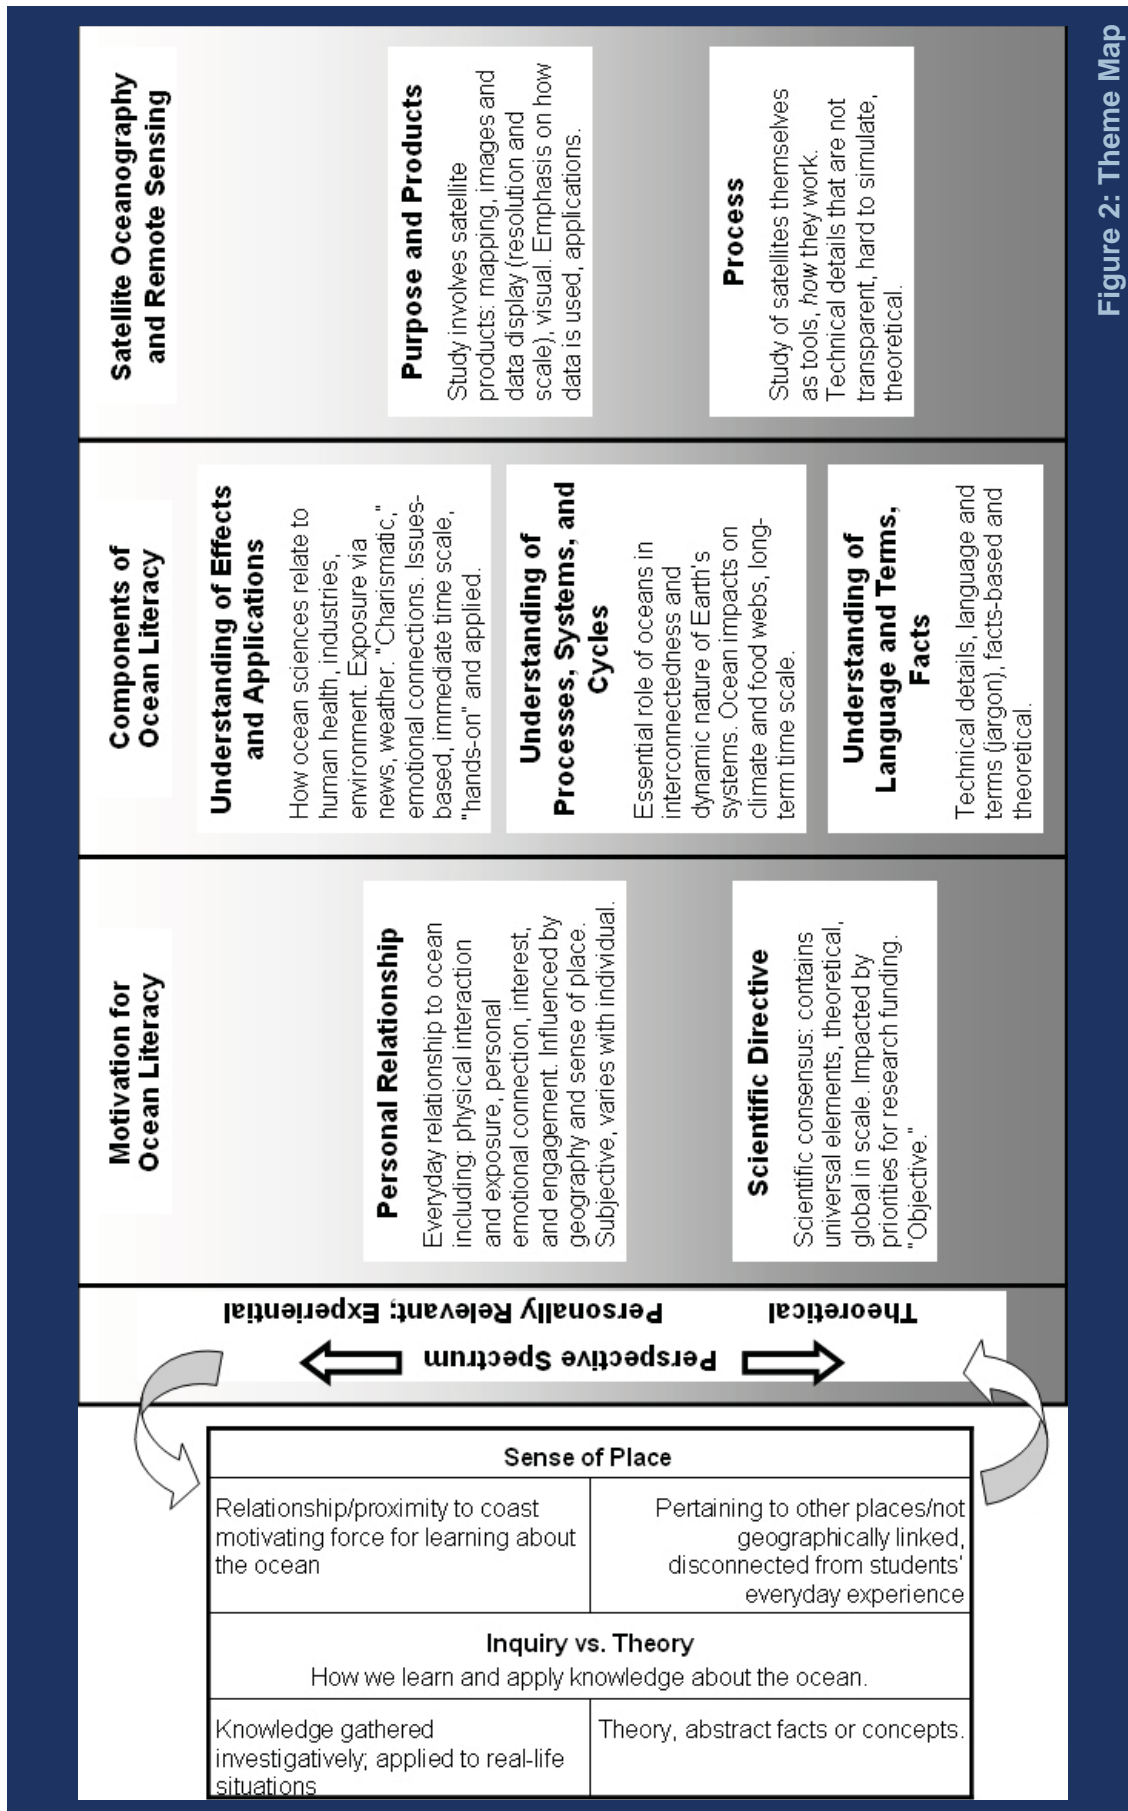 Figure 2: Theme Map
Motivation for
Ocean Literacy
Personal Relationship
Everyday relationship to ocean
including: physical interaction
and exposure, personal
emotional connection, interest,
and engagement. Influenced by
geography and sense of place.
Subjective, varies with individual.
Scientific Directive
Scientific consensus: contains
universal elements, theoretical,
global in scale. Impacted by
priorities for research funding.
"Objective."
Components of
Ocean Literacy
Understanding of Effects
and Applications
How ocean sciences relate to
human health, industries,
environment. Exposure via
news, weather. "Charismatic,"
emotional connections. Issues-
based, immediate time scale,
"hands-on" and applied.
Understanding of
Processes, Systems, and
Cycles
Essential role of oceans in
interconnectedness and
dynamic nature of Earth's
systems. Ocean impacts on
climate and food webs, long-
term time scale.
Understanding of
Language and Terms,
Facts
Technical details, language and
terms (jargon), facts-based and
theoretical.
Satellite Oceanography
and Remote Sensing
Purpose and Products
Study involves satellite
products: mapping, images and
data display (resolution and
scale), visual. Emphasis on how
data is used, applications.
Process
Study of satellites themselves
as tools, how they work.
Technical details that are not
transparent, hard to simulate,
theoretical.
Perspective Spectrum
Personally Relevant; Experiential
Theoretical
Sense of Place
Relationship/proximity to coast
motivating force for learning about
the ocean
Pertaining to other places/not
geographically linked,
disconnected from students'
everyday experience
Inquiry vs. Theory
How we learn and apply knowledge about the ocean.
Knowledge gathered
investigatively; applied to real-life
situations
Theory, abstract facts or concepts.